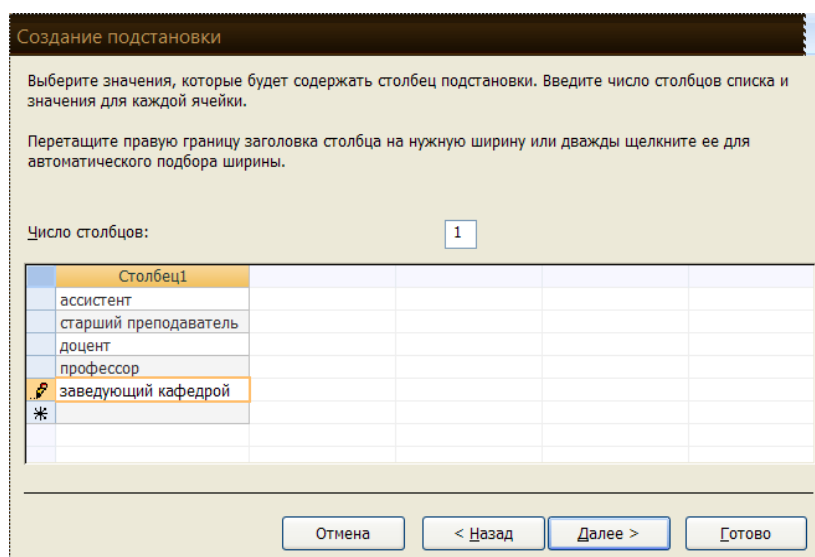 Создание подстановки
Выберите значения, которые будет содержать столбец подстановки. Введите число столбцов списка и
значения для каждой ячейки.
Перетащите правую границу заголовка столбца на нужную ширину или дважды щелкните ее для
автоматического подбора ширины.
Число столбцов: 1
Столбец1
ассистент
старший преподаватель
доцент
профессор
заведующий кафедрой
Отмена < Назад Далее > Готово